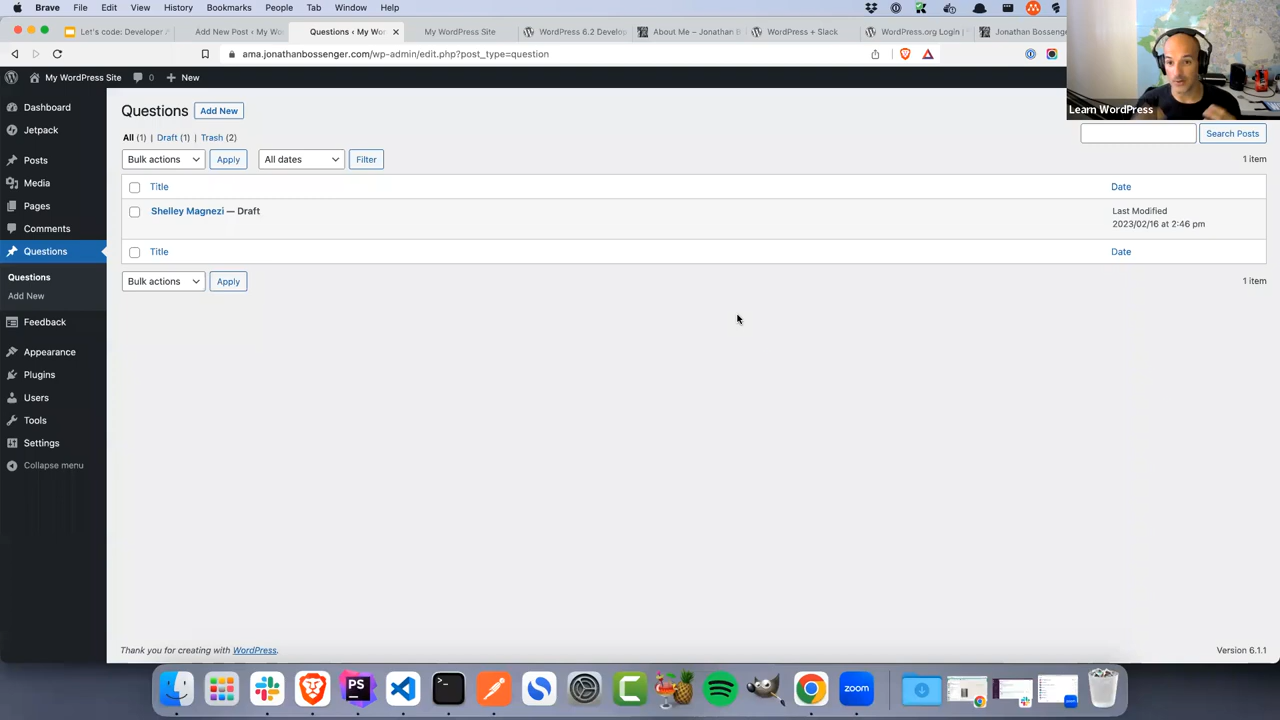 Brave File Edit View History Bookmarks People Tab Window Help
Let's code: Developer
Add New Post ‹ My Wo
Questions ‹ My Wor
My WordPress Site
WordPress 6.2 Develop
About Me – Jonathan B
WordPress + Slack
WordPress.org Login |
Jonathan Bossenger
ama.jonathanbossenger.com/wp-admin/edit.php?post_type=question
My WordPress Site 0 New
Learn WordPress
Dashboard
Jetpack
Posts
Media
Pages
Comments
Questions
Questions
Add New
Feedback
Appearance
Plugins
Users
Tools
Settings
Collapse menu
Questions Add New
All (1) | Draft (1) | Trash (2)
Search Posts
Bulk actions Apply All dates Filter
1 item
Title Date
Shelley Magnezi — Draft
Last Modified
2023/02/16 at 2:46 pm
Title Date
Bulk actions Apply
1 item
Thank you for creating with WordPress.
Version 6.1.1
PS
zoom